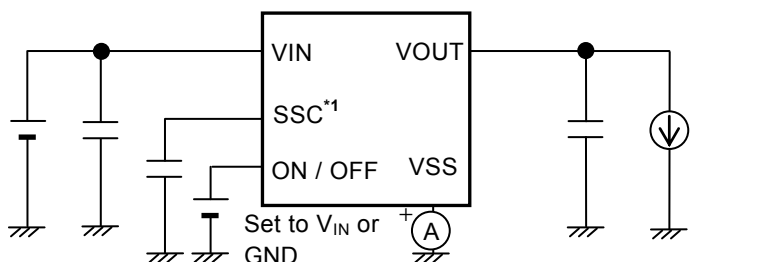 VIN
VOUT
SSC*1
ON / OFF
VSS
Set to VIN or
GND
+
A